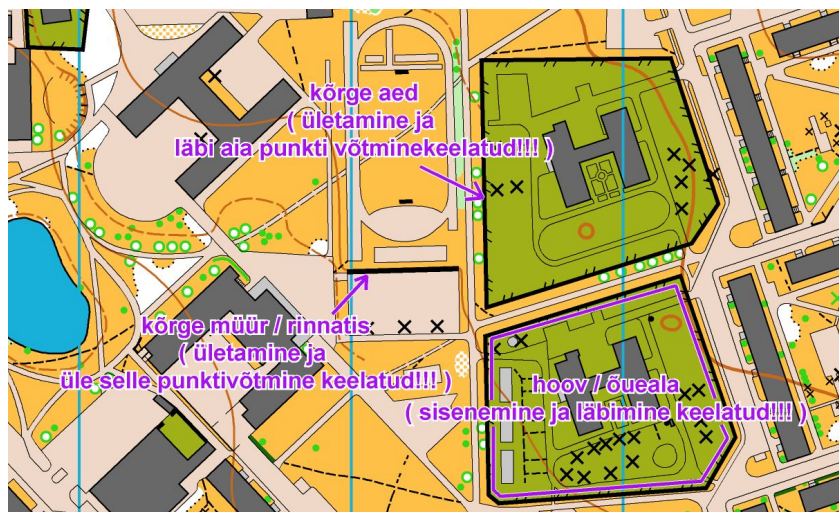 kõrge aed
( ületamine ja
läbi aia punkti võtminekeelatud!!! )
kõrge müür / rinnatis
( ületamine ja
üle selle punktivõtmine keelatud!!! )
hoov / õueala
( sisenemine ja läbimine keelatud!!! )